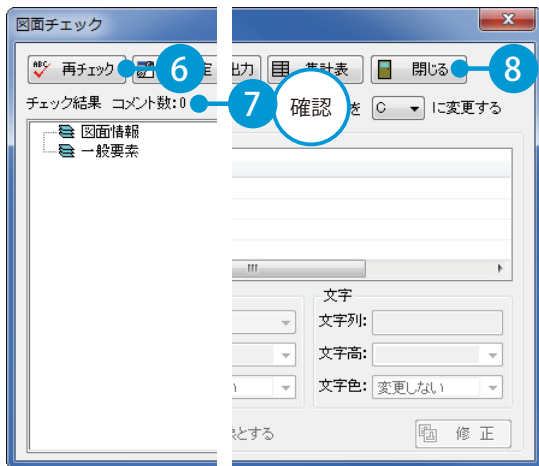 図面チェック
再チェック 6 定 出力 集計表 閉じる 8
チェック結果 コメント数:0 7 確認 を C に変更する
図面情報
一般要素
文字
文字列:
文字高:
文字色: 変更しない
とする 修正